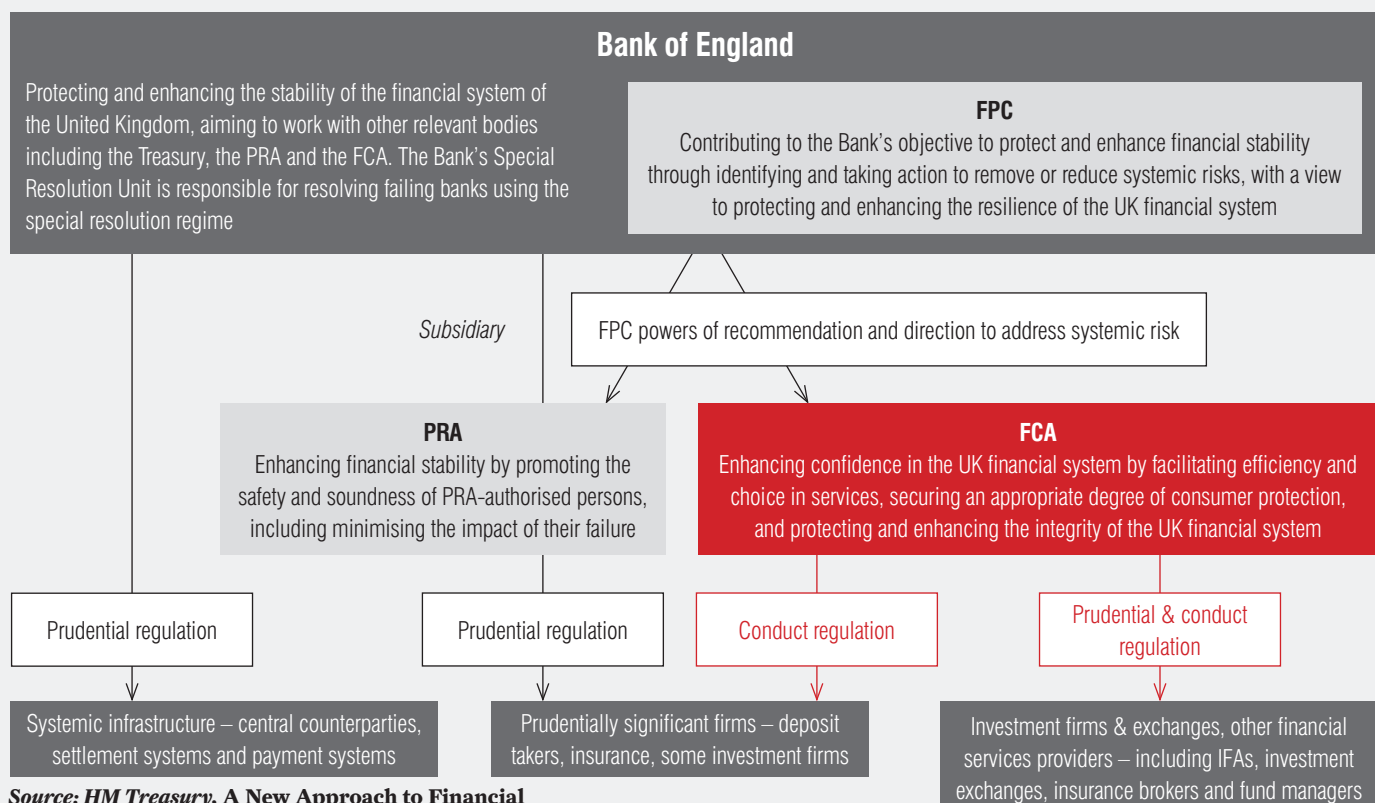 Bank of England
Protecting and enhancing the stability of the financial system of
the United Kingdom, aiming to work with other relevant bodies
including the Treasury, the PRA and the FCA. The Bank's Special
Resolution Unit is responsible for resolving failing banks using the
special resolution regime
FPC
Contributing to the Bank's objective to protect and enhance financial stability
through identifying and taking action to remove or reduce systemic risks, with a view
to protecting and enhancing the resilience of the UK financial system
Subsidiary
FPC powers of recommendation and direction to address systemic risk
PRA
Enhancing financial stability by promoting the
safety and soundness of PRA-authorised persons,
including minimising the impact of their failure
FCA
Enhancing confidence in the UK financial system by facilitating efficiency and
choice in services, securing an appropriate degree of consumer protection,
and protecting and enhancing the integrity of the UK financial system
Prudential regulation
Prudential regulation
Conduct regulation
Prudential & conduct
regulation
Systemic infrastructure – central counterparties,
settlement systems and payment systems
Prudentially significant firms – deposit
takers, insurance, some investment firms
Investment firms & exchanges, other financial
services providers – including IFAs, investment
exchanges, insurance brokers and fund managers
Source: HM Treasury, A New Approach to Financial